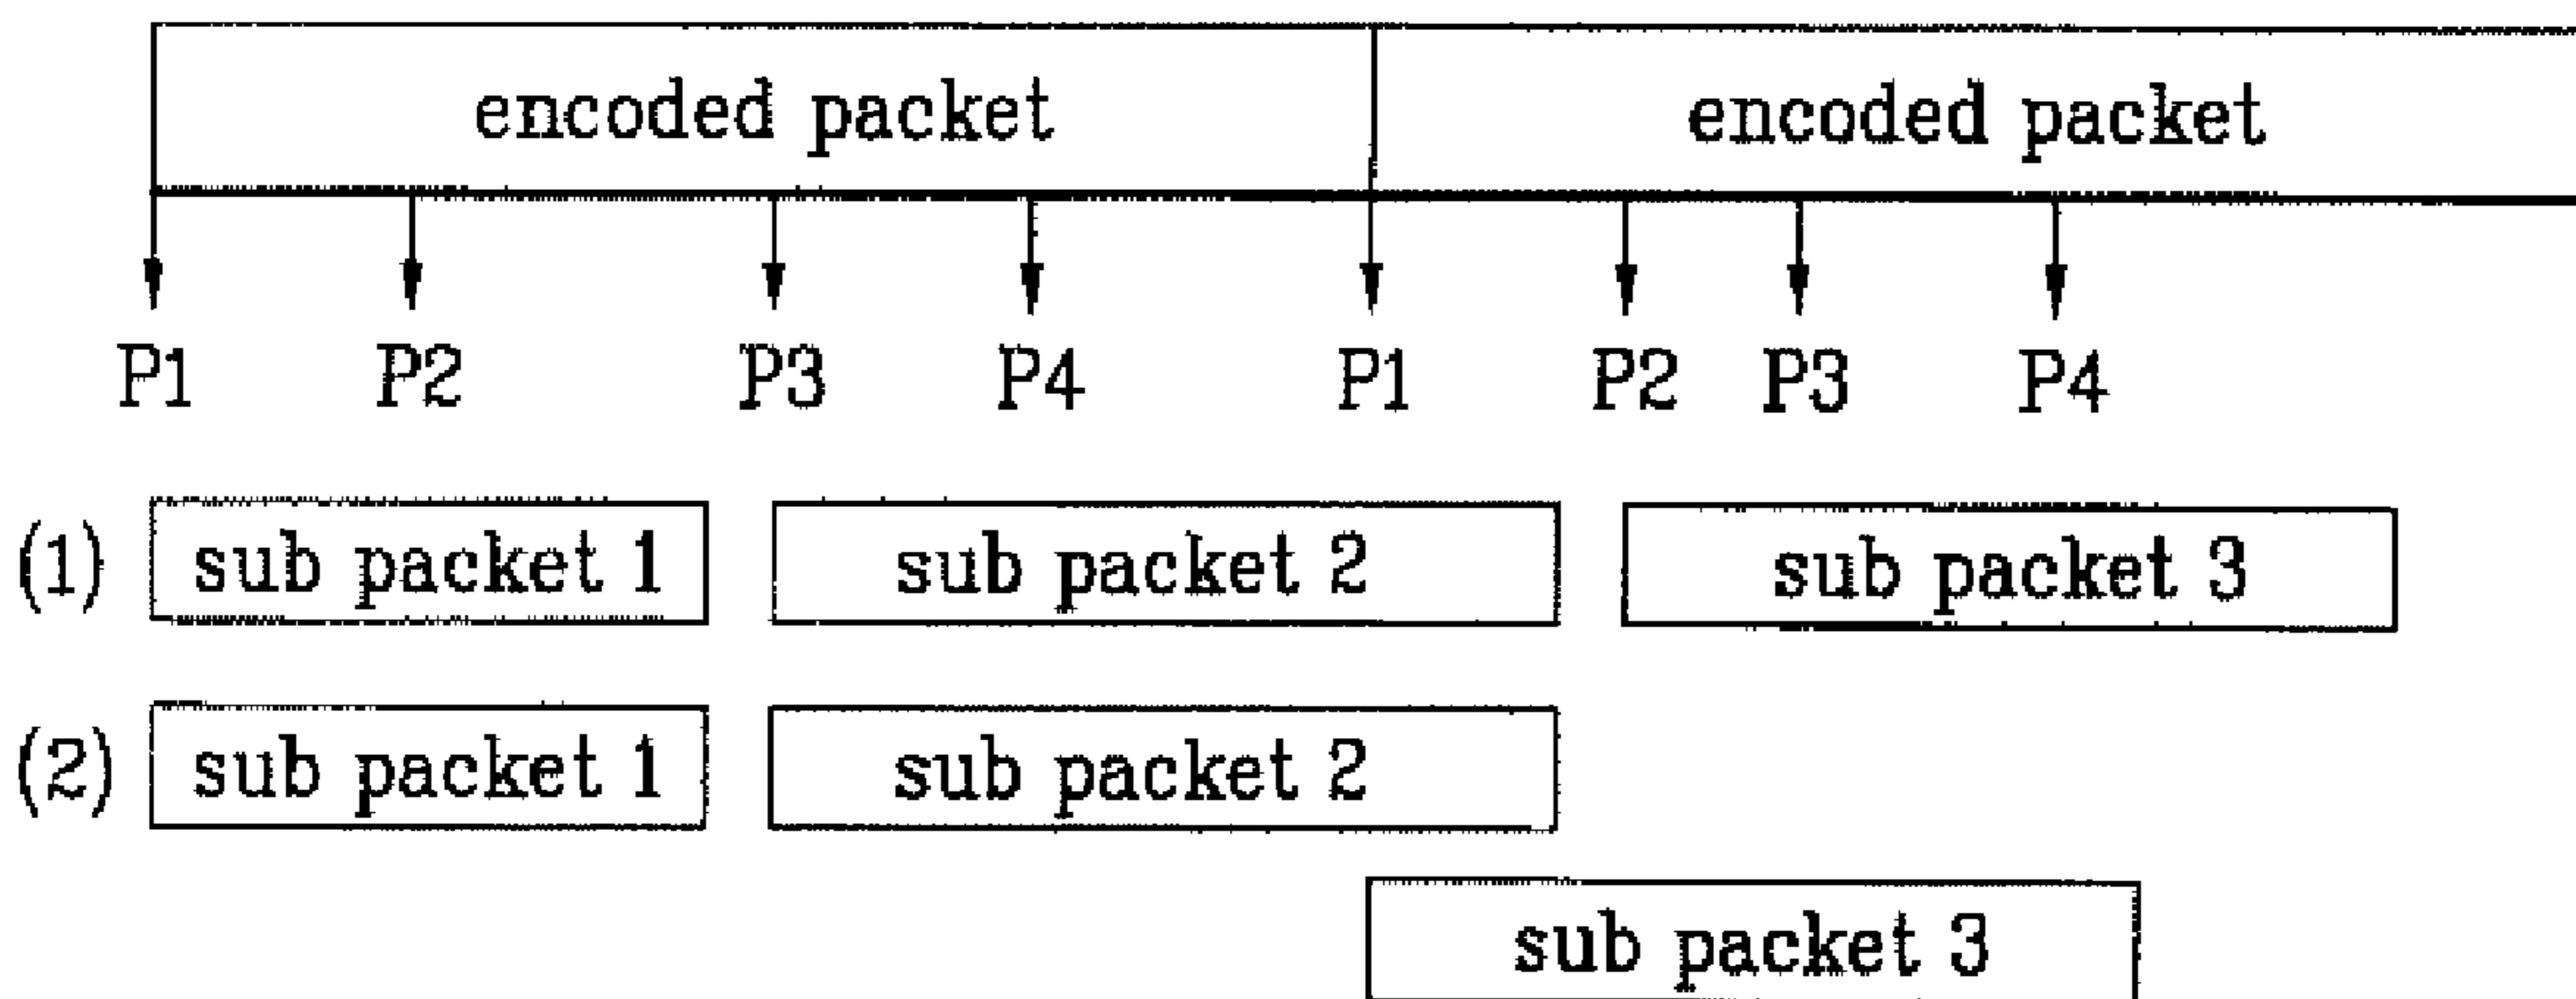 encoded packet encoded packet
P1 P2 P3 P4 P1 P2 P3 P4
(1) sub packet 1 sub packet 2 sub packet 3
(2) sub packet 1 sub packet 2
sub packet 3